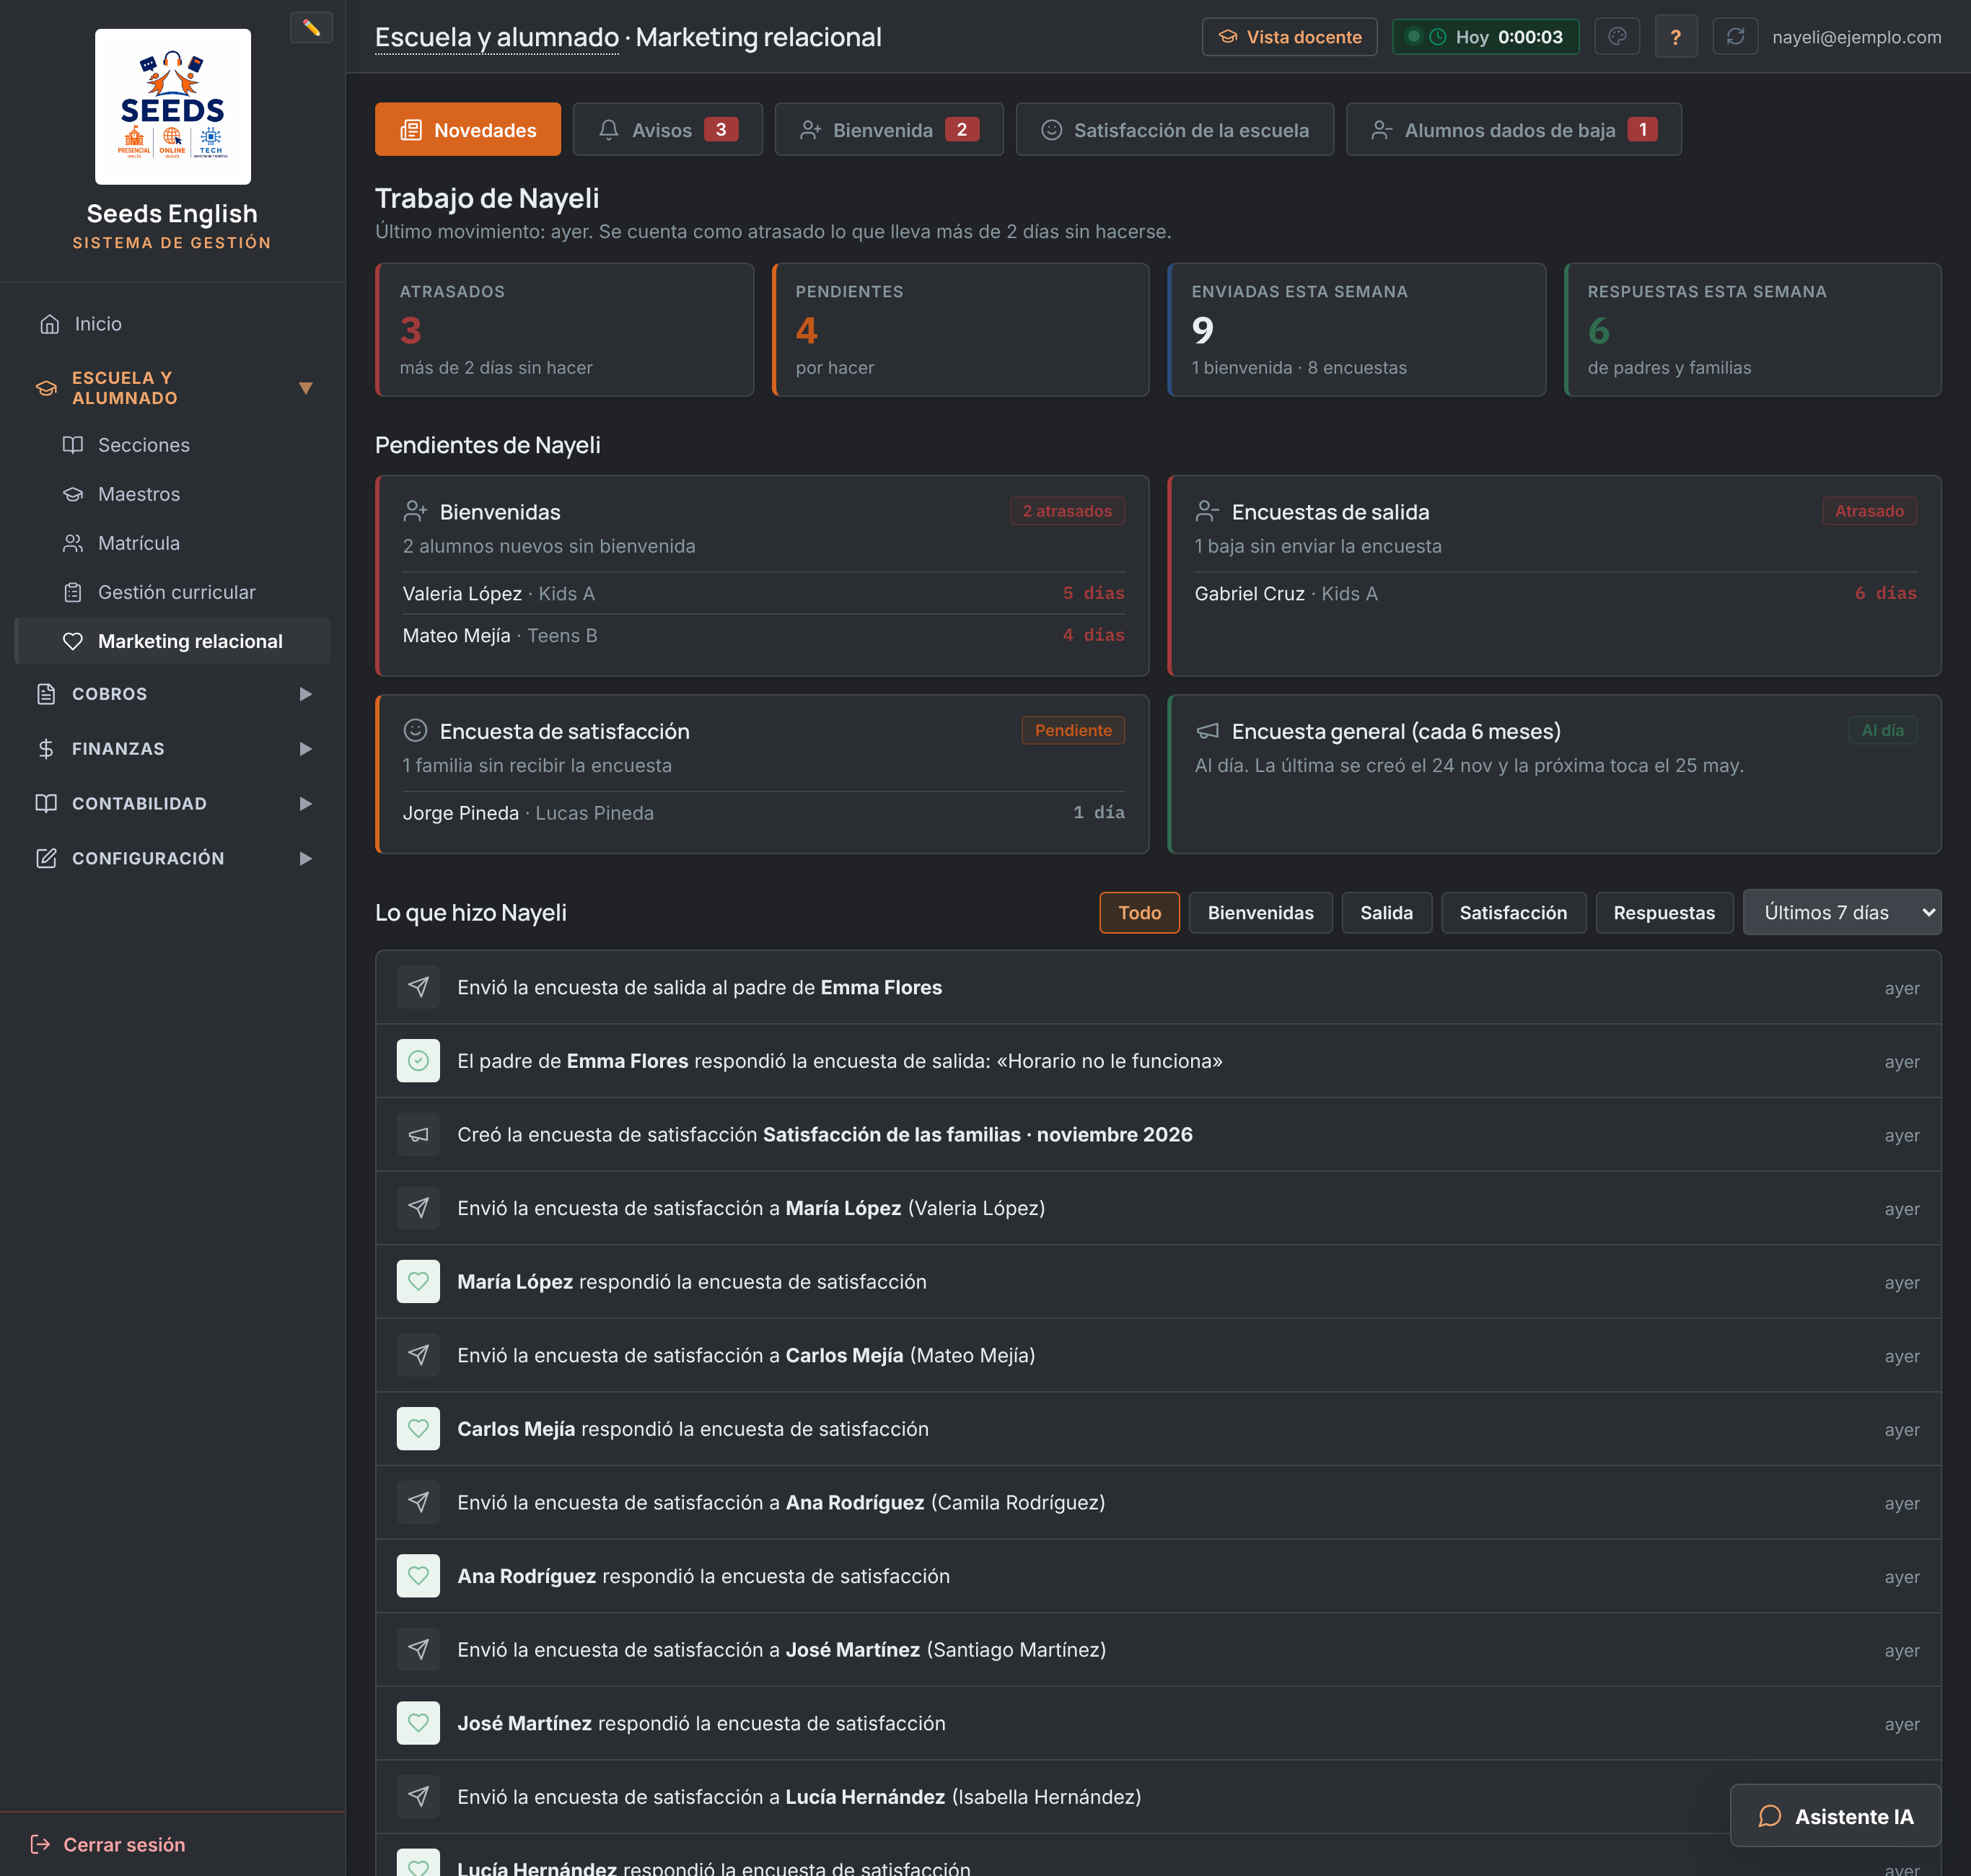 SEEDS
PRESENCIAL
ONLINE
TECH
Seeds English
SISTEMA DE GESTIÓN
Inicio
ESCUELA Y
ALUMNADO
Secciones
Maestros
Matrícula
Gestión curricular
Marketing relacional
COBROS
FINANZAS
CONTABILIDAD
CONFIGURACIÓN
Cerrar sesión
Escuela y alumnado · Marketing relacional
Vista docente
Hoy 0:00:03
?
nayeli@ejemplo.com
Novedades
Avisos 3
Bienvenida 2
Satisfacción de la escuela
Alumnos dados de baja 1
Trabajo de Nayeli
Último movimiento: ayer. Se cuenta como atrasado lo que lleva más de 2 días sin hacerse.
ATRASADOS
3
más de 2 días sin hacer
PENDIENTES
4
por hacer
ENVIADAS ESTA SEMANA
9
1 bienvenida · 8 encuestas
RESPUESTAS ESTA SEMANA
6
de padres y familias
Pendientes de Nayeli
Bienvenidas
2 atrasados
2 alumnos nuevos sin bienvenida
Valeria López · Kids A
5 días
Mateo Mejía · Teens B
4 días
Encuestas de salida
Atrasado
1 baja sin enviar la encuesta
Gabriel Cruz · Kids A
6 días
Encuesta de satisfacción
Pendiente
1 familia sin recibir la encuesta
Jorge Pineda · Lucas Pineda
1 día
Encuesta general (cada 6 meses)
Al día
Al día. La última se creó el 24 nov y la próxima toca el 25 may.
Lo que hizo Nayeli
Todo
Bienvenidas
Salida
Satisfacción
Respuestas
Últimos 7 días
Envió la encuesta de salida al padre de Emma Flores
ayer
El padre de Emma Flores respondió la encuesta de salida: «Horario no le funciona»
ayer
Creó la encuesta de satisfacción Satisfacción de las familias · noviembre 2026
ayer
Envió la encuesta de satisfacción a María López (Valeria López)
ayer
María López respondió la encuesta de satisfacción
ayer
Envió la encuesta de satisfacción a Carlos Mejía (Mateo Mejía)
ayer
Carlos Mejía respondió la encuesta de satisfacción
ayer
Envió la encuesta de satisfacción a Ana Rodríguez (Camila Rodríguez)
ayer
Ana Rodríguez respondió la encuesta de satisfacción
ayer
Envió la encuesta de satisfacción a José Martínez (Santiago Martínez)
ayer
José Martínez respondió la encuesta de satisfacción
ayer
Envió la encuesta de satisfacción a Lucía Hernández (Isabella Hernández)
Asistente IA
Lucía Hernández respondió la encuesta de satisfacción
ayer